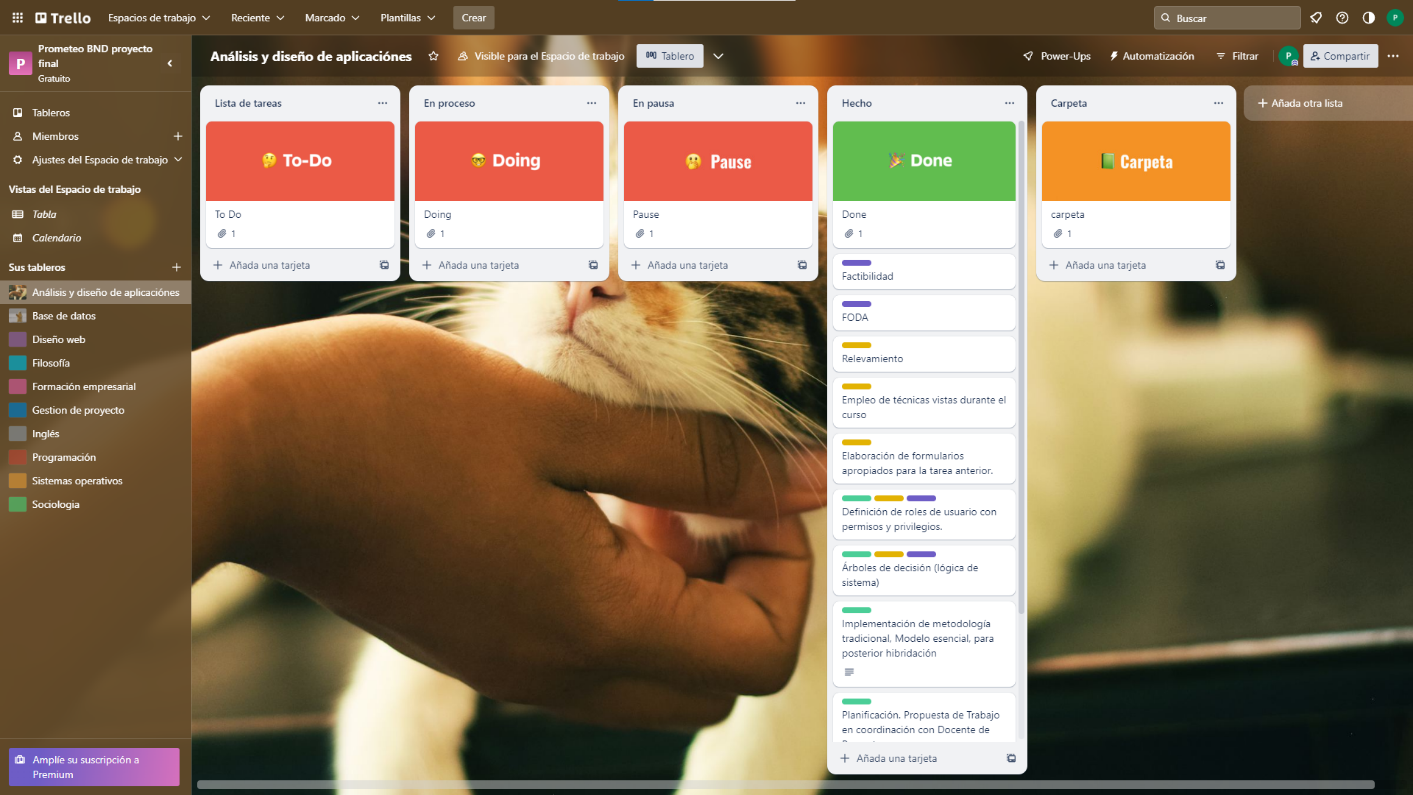 Trello
Espacios de trabajo
Reciente
Marcado
Plantillas
Crear
Buscar
P
P
Prometeo BND proyecto
final
Gratuito
Análisis y diseño de aplicaciónes
Visible para el Espacio de trabajo
Tablero
Power-Ups
Automatización
Filtrar
P
Compartir
Tableros
Miembros
Ajustes del Espacio de trabajo
Vistas del Espacio de trabajo
Tabla
Calendario
Sus tableros
Análisis y diseño de aplicaciónes
Base de datos
Diseño web
Filosofía
Formación empresarial
Gestion de proyecto
Inglés
Programación
Sistemas operativos
Sociologia
Amplíe su suscripción a
Premium
Lista de tareas
To-Do
To Do
1
Añada una tarjeta
En proceso
Doing
Doing
1
Añada una tarjeta
En pausa
Pause
Pause
1
Añada una tarjeta
Hecho
Done
Done
1
Factibilidad
FODA
Relevamiento
Empleo de técnicas vistas durante el
curso
Elaboración de formularios
apropiados para la tarea anterior.
Definición de roles de usuario con
permisos y privilegios.
Árboles de decisión (lógica de
sistema)
Implementación de metodología
tradicional, Modelo esencial, para
posterior hibridación
Planificación. Propuesta de Trabajo
en coordinación con Docente de
Añada una tarjeta
Carpeta
Carpeta
carpeta
1
Añada una tarjeta
Añada otra lista